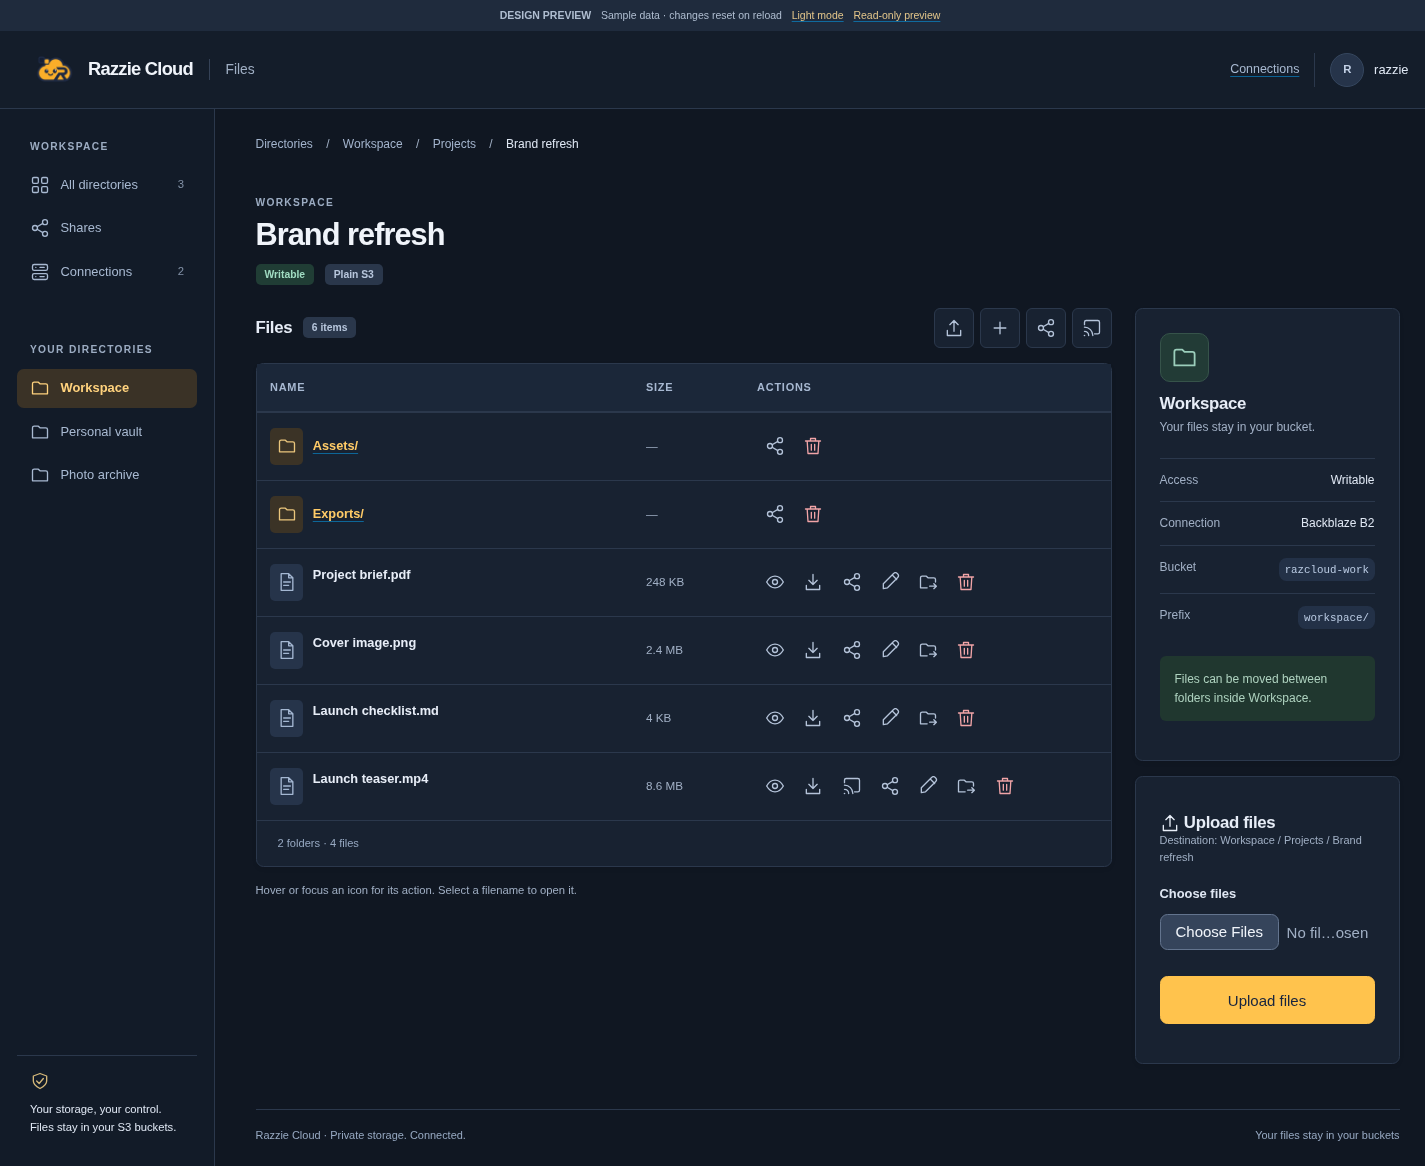 DESIGN PREVIEW Sample data · changes reset on reload Light mode Read-only preview
Razzie Cloud Files Connections R razzie
WORKSPACE
All directories 3
Shares
Connections 2
YOUR DIRECTORIES
Workspace
Personal vault
Photo archive
Your storage, your control.
Files stay in your S3 buckets.
Directories / Workspace / Projects / Brand refresh
WORKSPACE
Brand refresh
Writable Plain S3
Files 6 items
NAME SIZE ACTIONS
Assets/ —
Exports/ —
Project brief.pdf 248 KB
Cover image.png 2.4 MB
Launch checklist.md 4 KB
Launch teaser.mp4 8.6 MB
2 folders · 4 files
Hover or focus an icon for its action. Select a filename to open it.
Workspace
Your files stay in your bucket.
Access Writable
Connection Backblaze B2
Bucket razcloud-work
Prefix workspace/
Files can be moved between
folders inside Workspace.
Upload files
Destination: Workspace / Projects / Brand
refresh
Choose files
Choose Files No fil…osen
Upload files
Razzie Cloud · Private storage. Connected. Your files stay in your buckets